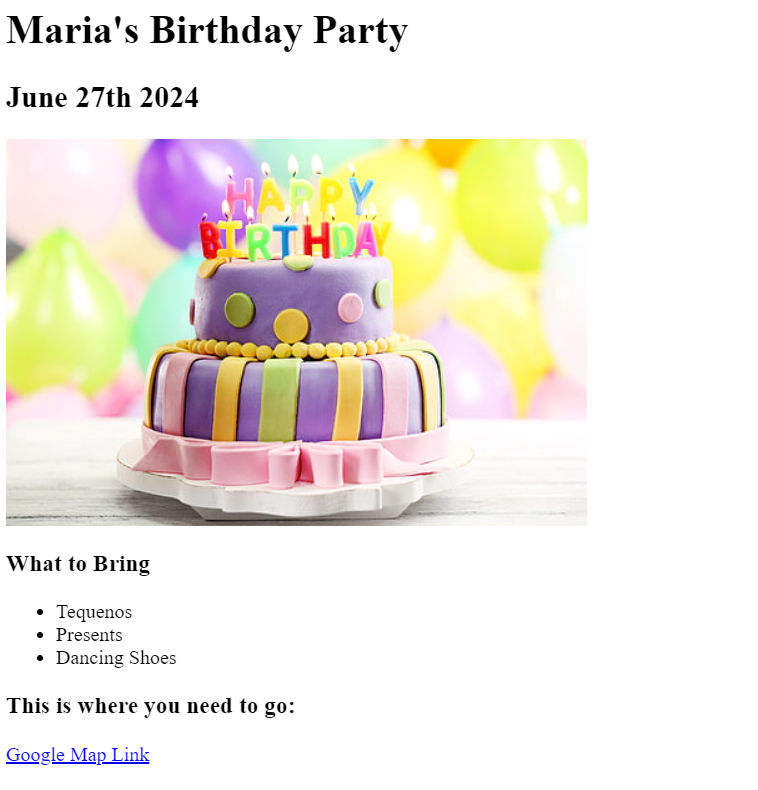 Maria's Birthday Party
June 27th 2024
HAPPY
BIRTHDAY
What to Bring
Tequenos
Presents
Dancing Shoes
This is where you need to go:
Google Map Link